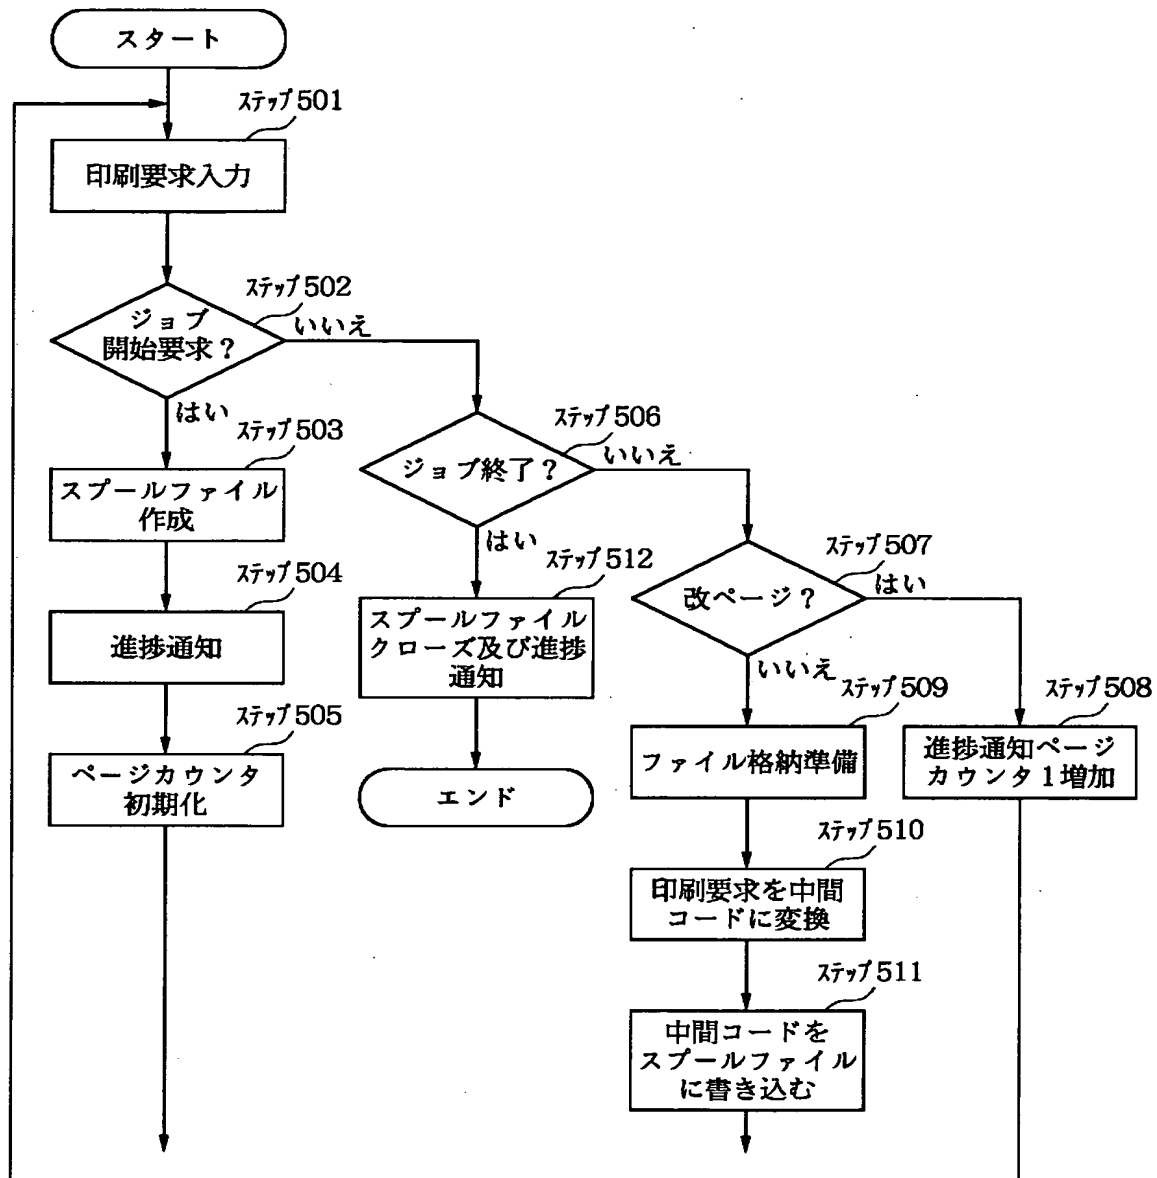 スタート
ステップ501
印刷要求入力
ステップ502
ジョブ
開始要求？
いいえ
はい
ステップ503
スプールファイル
作成
ステップ504
進捗通知
ステップ505
ページカウンタ
初期化
ステップ506
ジョブ終了？
いいえ
はい
ステップ512
スプールファイル
クローズ及び進捗
通知
エンド
ステップ507
改ページ？
はい
いいえ
ステップ509
ファイル格納準備
ステップ508
進捗通知ページ
カウンタ1増加
ステップ510
印刷要求を中間
コードに変換
ステップ511
中間コードを
スプールファイル
に書き込む